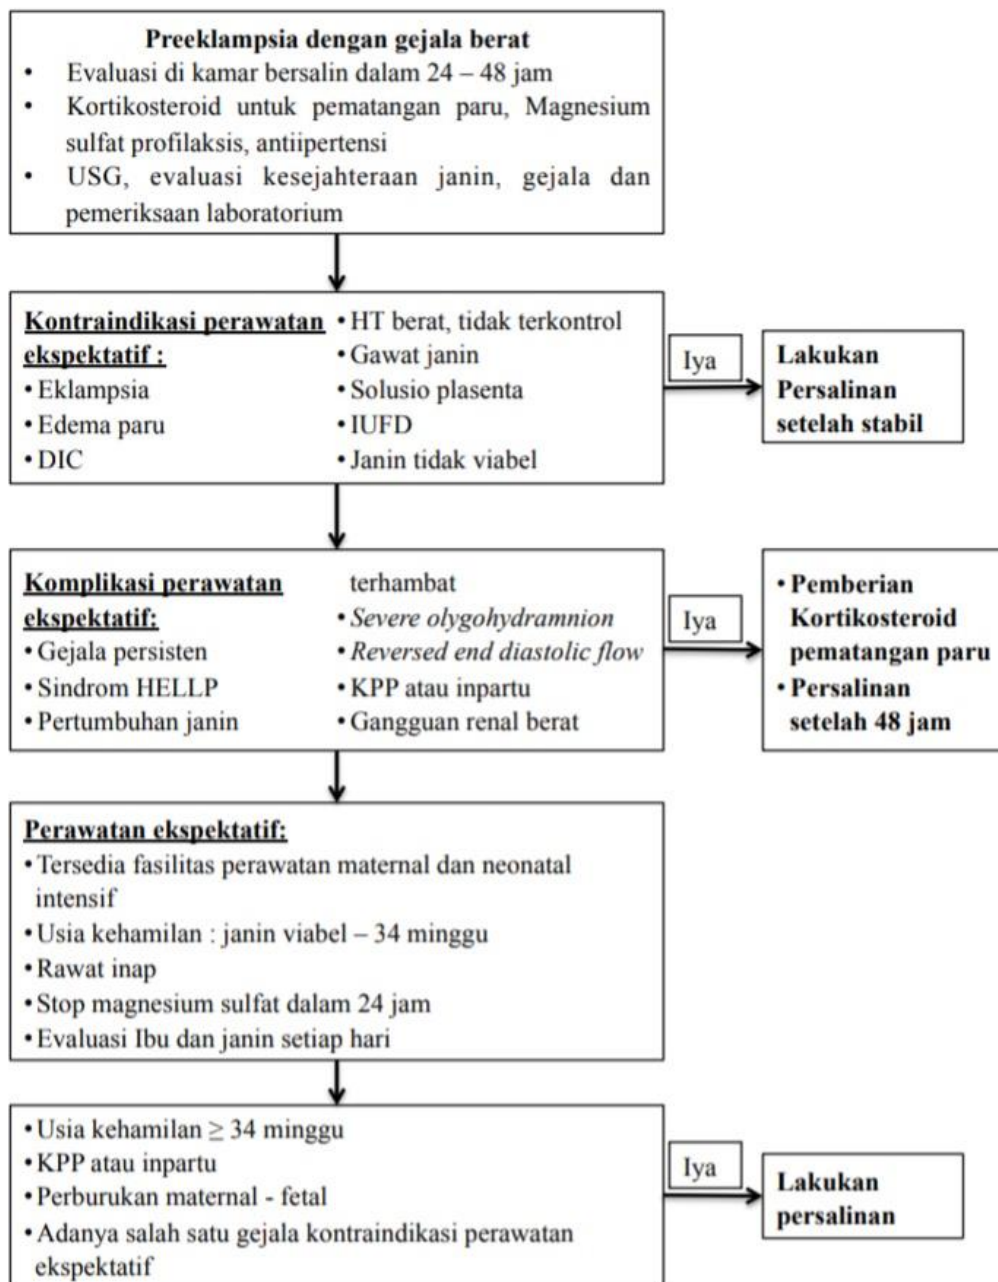 Preeklampsia dengan gejala berat
• Evaluasi di kamar bersalin dalam 24 – 48 jam
• Kortikosteroid untuk pematangan paru, Magnesium
sulfat profilaksis, antiipertensi
• USG, evaluasi kesejahteraan janin, gejala dan
pemeriksaan laboratorium
Kontraindikasi perawatan
ekspektatif :
• Eklampsia
• Edema paru
• DIC
• HT berat, tidak terkontrol
• Gawat janin
• Solusio plasenta
• IUFD
• Janin tidak viabel
Iya
Lakukan
Persalinan
setelah stabil
Komplikasi perawatan
ekspektatif:
• Gejala persisten
• Sindrom HELLP
• Pertumbuhan janin
terhambat
• Severe olygohydramnion
• Reversed end diastolic flow
• KPP atau inpartu
• Gangguan renal berat
Iya
• Pemberian
Kortikosteroid
pematangan paru
• Persalinan
setelah 48 jam
Perawatan ekspektatif:
• Tersedia fasilitas perawatan maternal dan neonatal
intensif
• Usia kehamilan : janin viabel – 34 minggu
• Rawat inap
• Stop magnesium sulfat dalam 24 jam
• Evaluasi Ibu dan janin setiap hari
• Usia kehamilan ≥ 34 minggu
• KPP atau inpartu
• Perburukan maternal - fetal
• Adanya salah satu gejala kontraindikasi perawatan
ekspektatif
Iya
Lakukan
persalinan